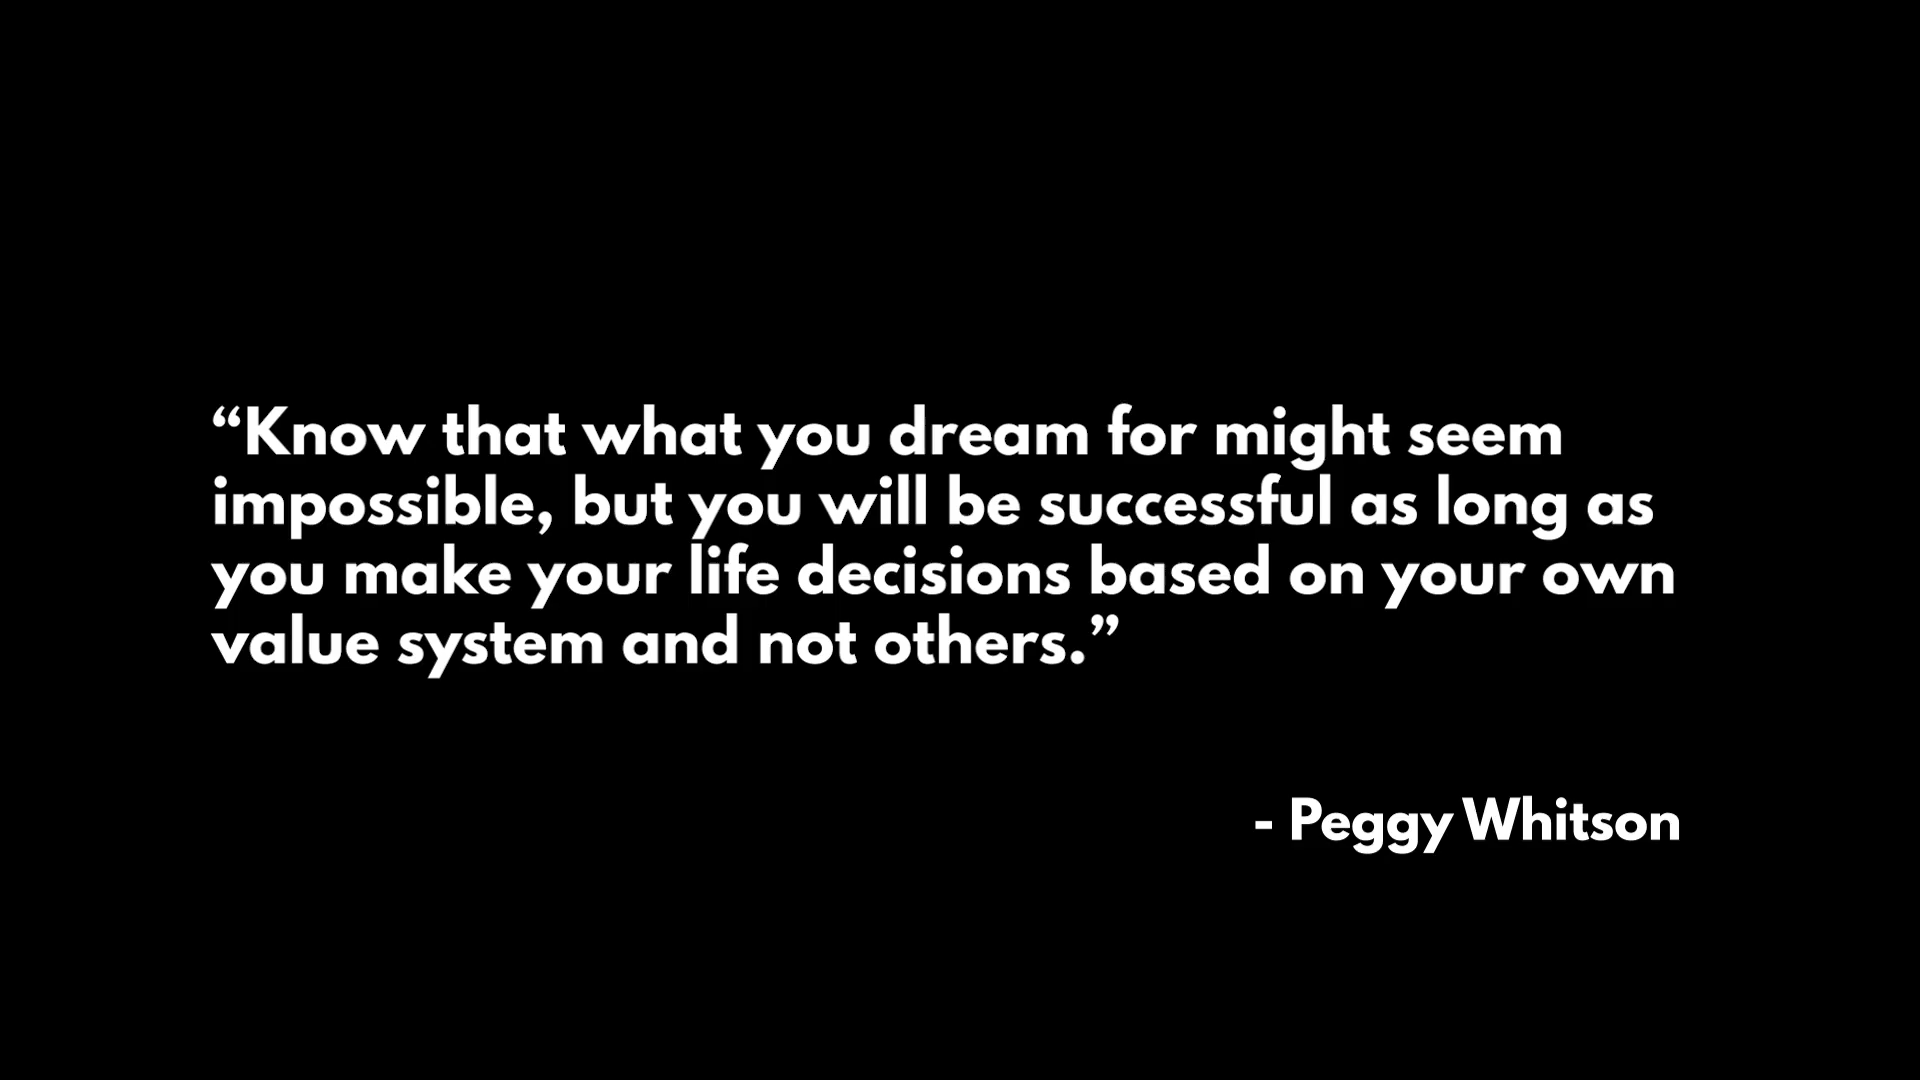 “Know that what you dream for might seem
impossible, but you will be successful as long as
you make your life decisions based on your own
value system and not others.”
- Peggy Whitson